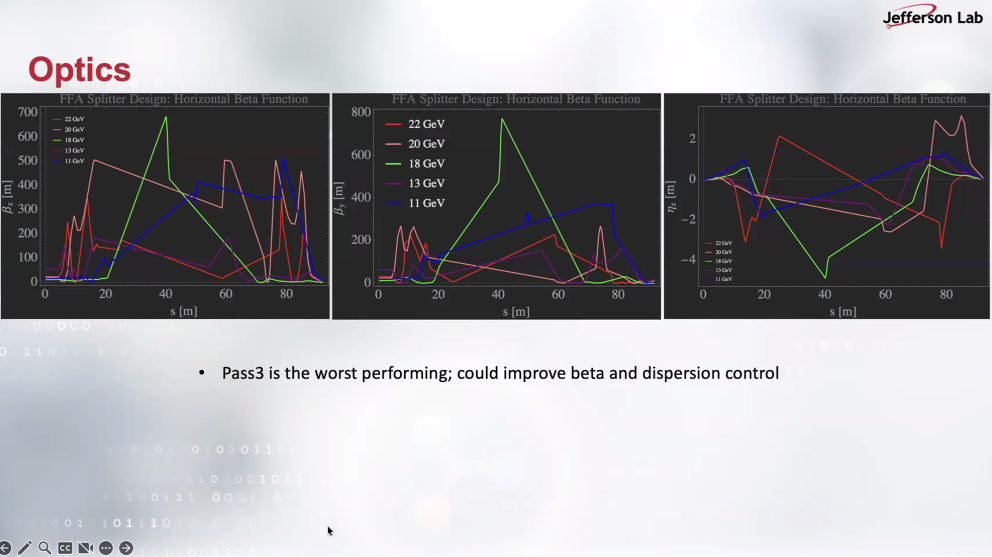 Jefferson Lab
Optics
FFA Splitter Design: Horizontal Beta Function
700
600
500
400
300
200
100
0
βx [m]
22 GeV
20 GeV
18 GeV
13 GeV
11 GeV
0 20 40 60 80
s [m]
FFA Splitter Design: Horizontal Beta Function
800
600
400
200
0
βy [m]
22 GeV
20 GeV
18 GeV
13 GeV
11 GeV
0 20 40 60 80
s [m]
FFA Splitter Design: Horizontal Beta Function
2
0
−2
−4
ηx [m]
22 GeV
20 GeV
18 GeV
13 GeV
11 GeV
0 20 40 60 80
s [m]
• Pass3 is the worst performing; could improve beta and dispersion control
CC